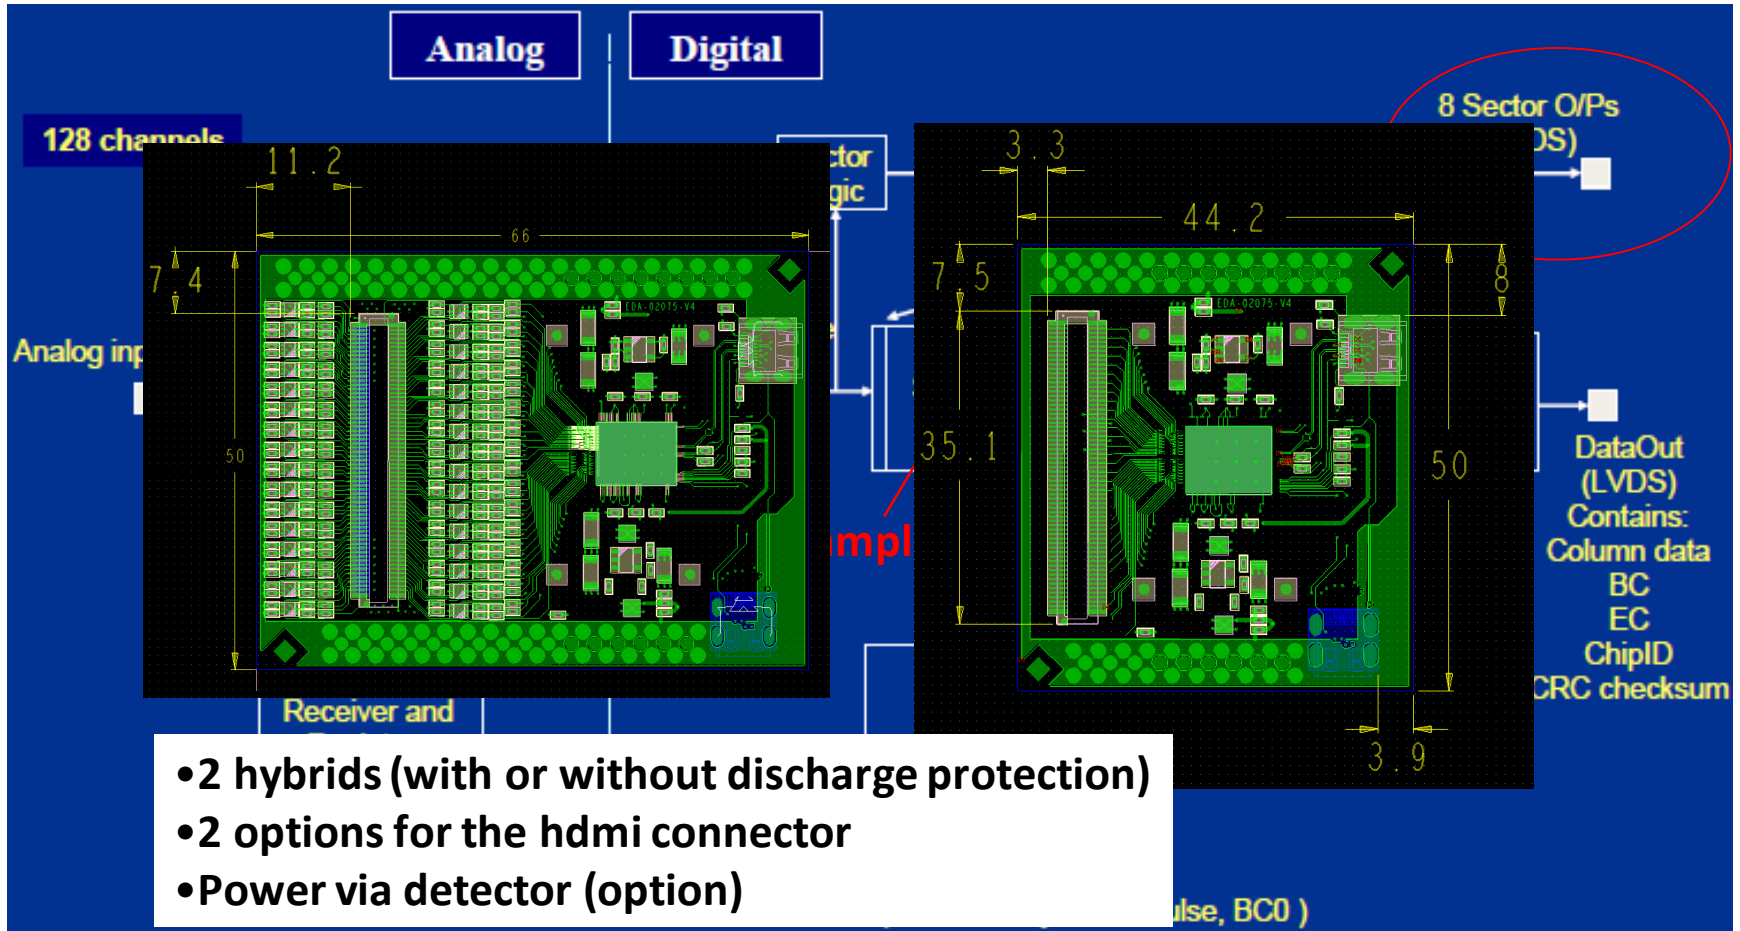 Analog
Digital
8 Sector O/Ps
128 channels
11.2
66
7.4
50
EDA-02075-V4
3.3
44.2
7.5
8
EDA-02075-V4
35.1
50
3.9
Analog
DataOut
(LVDS)
Contains:
Column data
BC
EC
ChipID
CRC checksum
Receiver and
•2 hybrids (with or without discharge protection)
•2 options for the hdmi connector
•Power via detector (option)
BC0 )